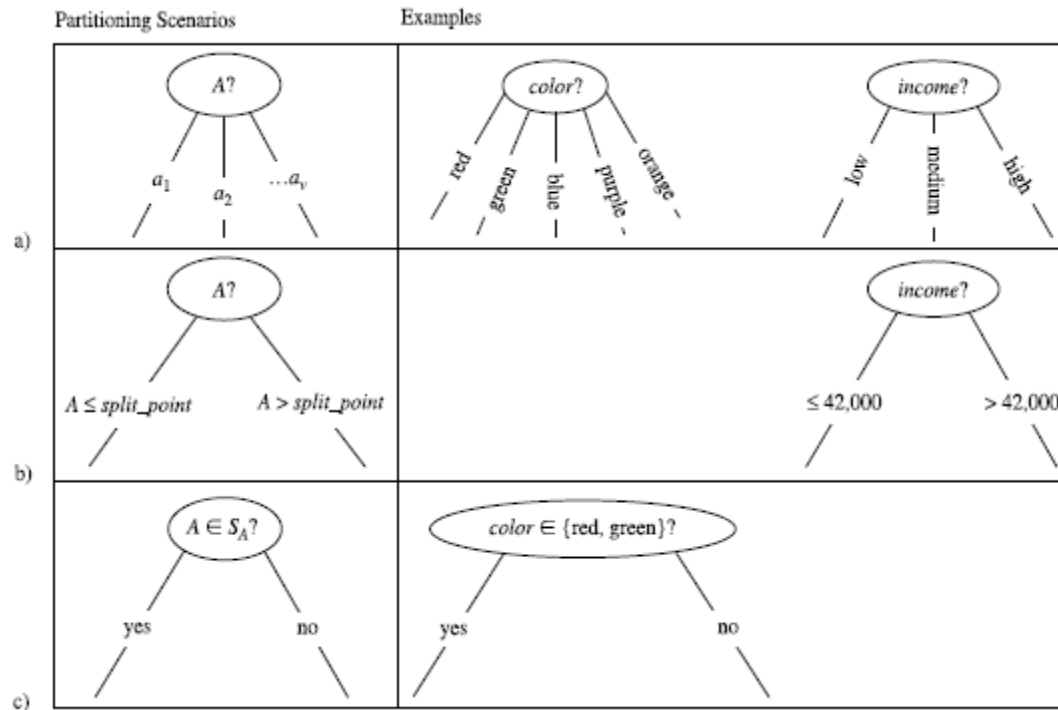 Partitioning Scenarios
Examples
A?
a1
a2
...av
color?
red
green
blue
purple
orange
income?
low
medium
high
a)
A?
A ≤ split_point
A > split_point
income?
≤ 42,000
> 42,000
b)
A ∈ SA?
yes
no
color ∈ {red, green}?
yes
no
c)